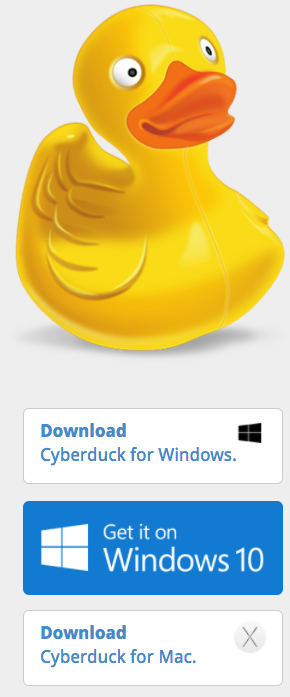 Download
Cyberduck for Windows.
Get it on
Windows 10
Download
Cyberduck for Mac.
X